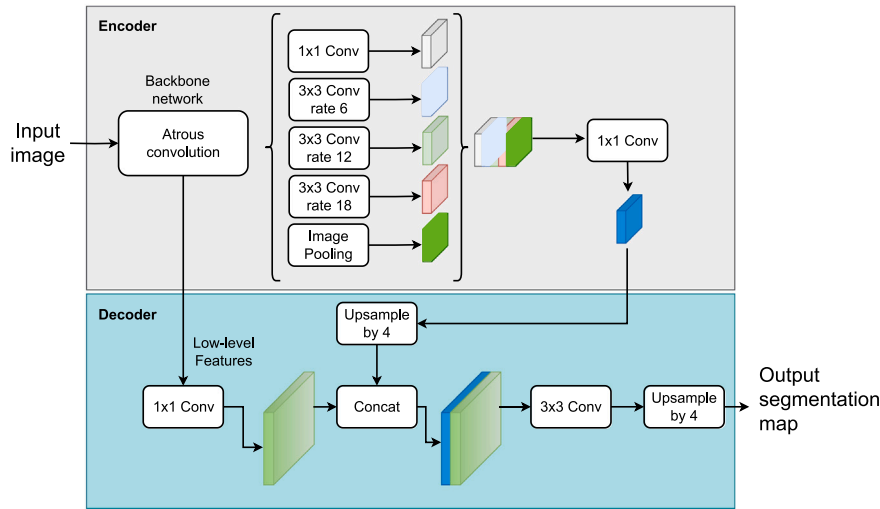 Encoder
Backbone
network
Input
image
Atrous
convolution
1x1 Conv
3x3 Conv
rate 6
3x3 Conv
rate 12
3x3 Conv
rate 18
Image
Pooling
1x1 Conv
Decoder
Low-level
Features
Upsample
by 4
1x1 Conv
Concat
3x3 Conv
Upsample
by 4
Output
segmentation
map